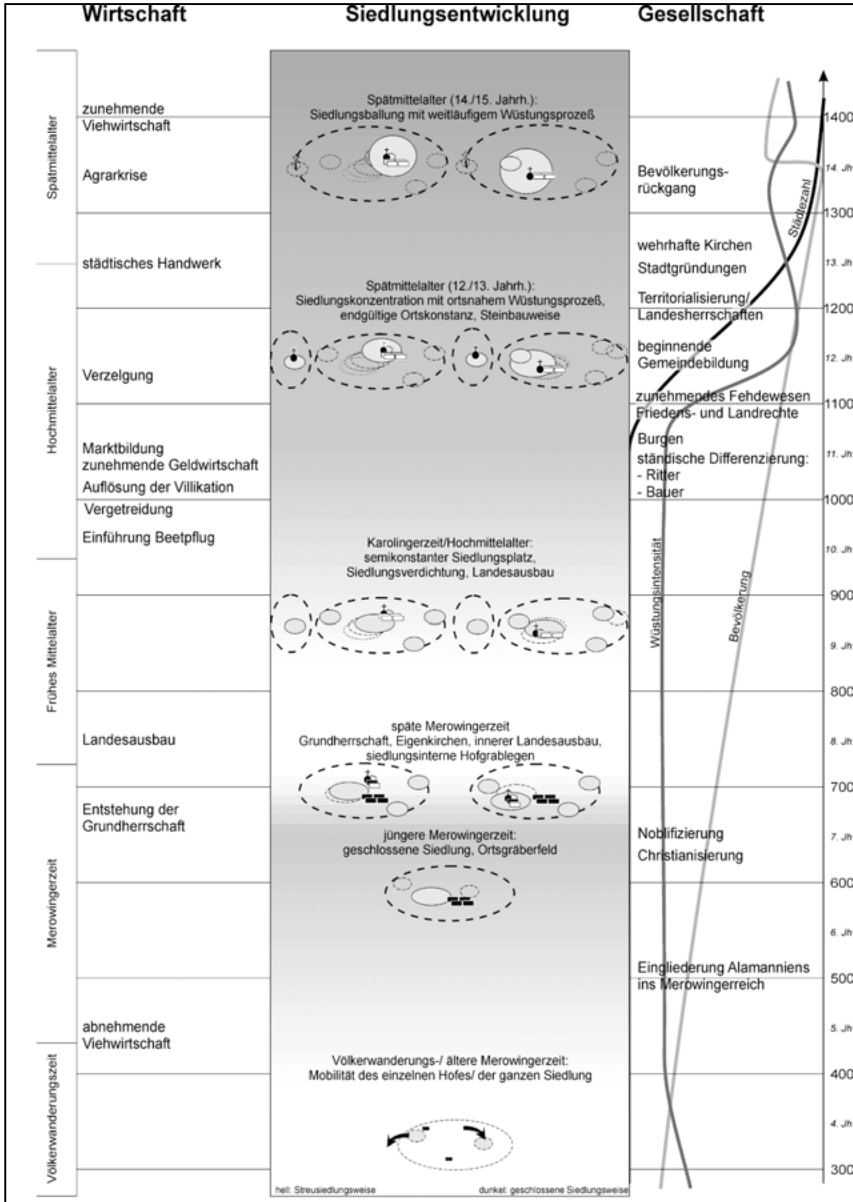 Wirtschaft
Siedlungsentwicklung
Gesellschaft
Spätmittelalter
Hochmittelalter
Frühes Mittelalter
Merowingerzeit
Völkerwanderungszeit
zunehmende
Viehwirtschaft
Agrarkrise
städtisches Handwerk
Verzelgung
Marktbildung
zunehmende Geldwirtschaft
Auflösung der Villikation
Vergetreidung
Einführung Beetpflug
Landesausbau
Entstehung der
Grundherrschaft
abnehmende
Viehwirtschaft
Spätmittelalter (14./15. Jahrh.):
Siedlungsballung mit weitläufigem Wüstungsprozeß
Spätmittelalter (12./13. Jahrh.):
Siedlungskonzentration mit ortsnahem Wüstungsprozeß,
endgültige Ortskonstanz, Steinbauweise
Karolingerzeit/Hochmittelalter:
semikonstanter Siedlungsplatz,
Siedlungsverdichtung, Landesausbau
späte Merowingerzeit
Grundherrschaft, Eigenkirchen, innerer Landesausbau,
siedlungsinterne Hofgrablegen
jüngere Merowingerzeit:
geschlossene Siedlung, Ortsgräberfeld
Völkerwanderungs-/ ältere Merowingerzeit:
Mobilität des einzelnen Hofes/ der ganzen Siedlung
hell: Streusiedlungsweise
dunkel: geschlossene Siedlungsweise
Bevölkerungs-
rückgang
wehrhafte Kirchen
Stadtgründungen
Territorialisierung/
Landesherrschaften
beginnende
Gemeindebildung
zunehmendes Fehdewesen
Friedens- und Landrechte
Burgen
ständische Differenzierung:
- Ritter
- Bauer
Noblifizierung
Christianisierung
Eingliederung Alamanniens
ins Merowingerreich
Städtezahl
Wüstungsintensität
Bevölkerung
1400
14. Jh
1300
13. Jh
1200
12. Jh
1100
11. Jh
1000
10. Jh
900
9. Jh
800
8. Jh
700
7. Jh
600
6. Jh
500
5. Jh
400
4. Jh
300